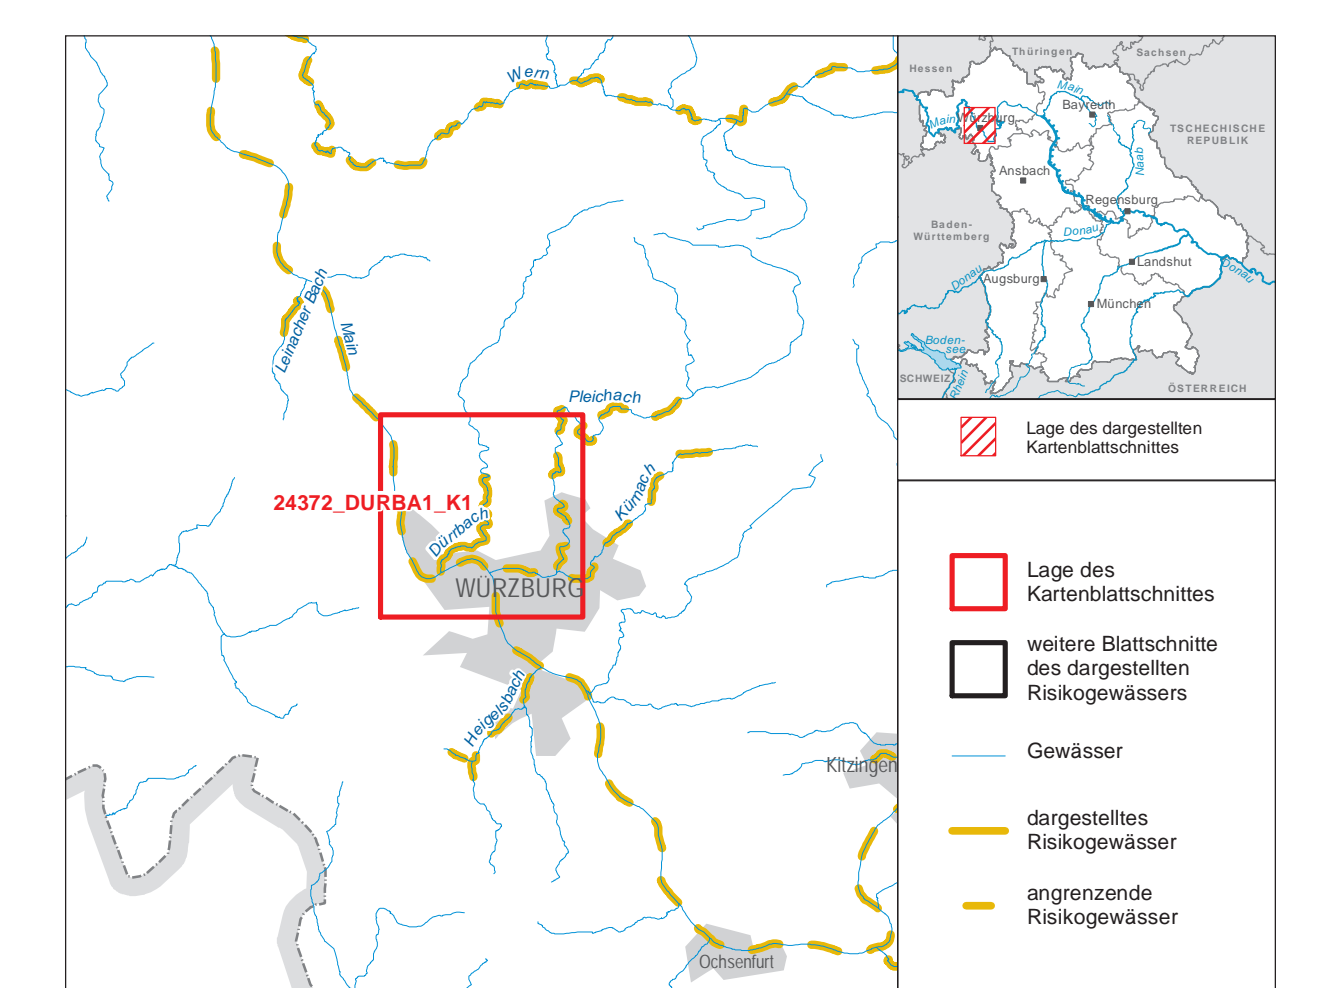 Wern
Leinacher Bach
Main
Pleichach
Kürnach
24372_DURBA1_K1
Dürrbach
WÜRZBURG
Heigelsbach
Kitzingen
Ochsenfurt
Thüringen
Sachsen
Hessen
Main
Bayreuth
Main
Würzburg
TSCHECHISCHE
REPUBLIK
Naab
Ansbach
Regensburg
Baden-
Württemberg
Donau
Landshut
Donau
Augsburg
Donau
München
Boden-
see
SCHWEIZ
Rhein
ÖSTERREICH
Lage des dargestellten
Kartenblattschnittes
Lage des
Kartenblattschnittes
weitere Blattschnitte
des dargestellten
Risikogewässers
Gewässer
dargestelltes
Risikogewässer
angrenzende
Risikogewässer